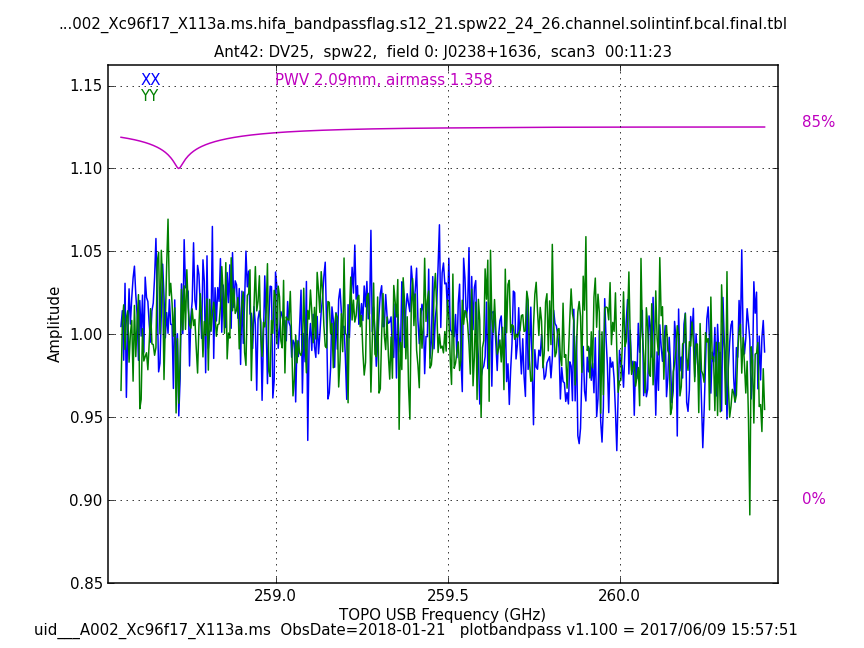 ...002_Xc96f17_X113a.ms.hifa_bandpassflag.s12_21.spw22_24_26.channel.solintinf.bcal.final.tbl
Ant42: DV25,  spw22,  field 0: J0238+1636,  scan3  00:11:23
XX
YY
PWV 2.09mm, airmass 1.358
85%
0%
1.15
1.10
1.05
1.00
0.95
0.90
0.85
Amplitude
259.0
259.5
260.0
TOPO USB Frequency (GHz)
uid___A002_Xc96f17_X113a.ms  ObsDate=2018-01-21   plotbandpass v1.100 = 2017/06/09 15:57:51